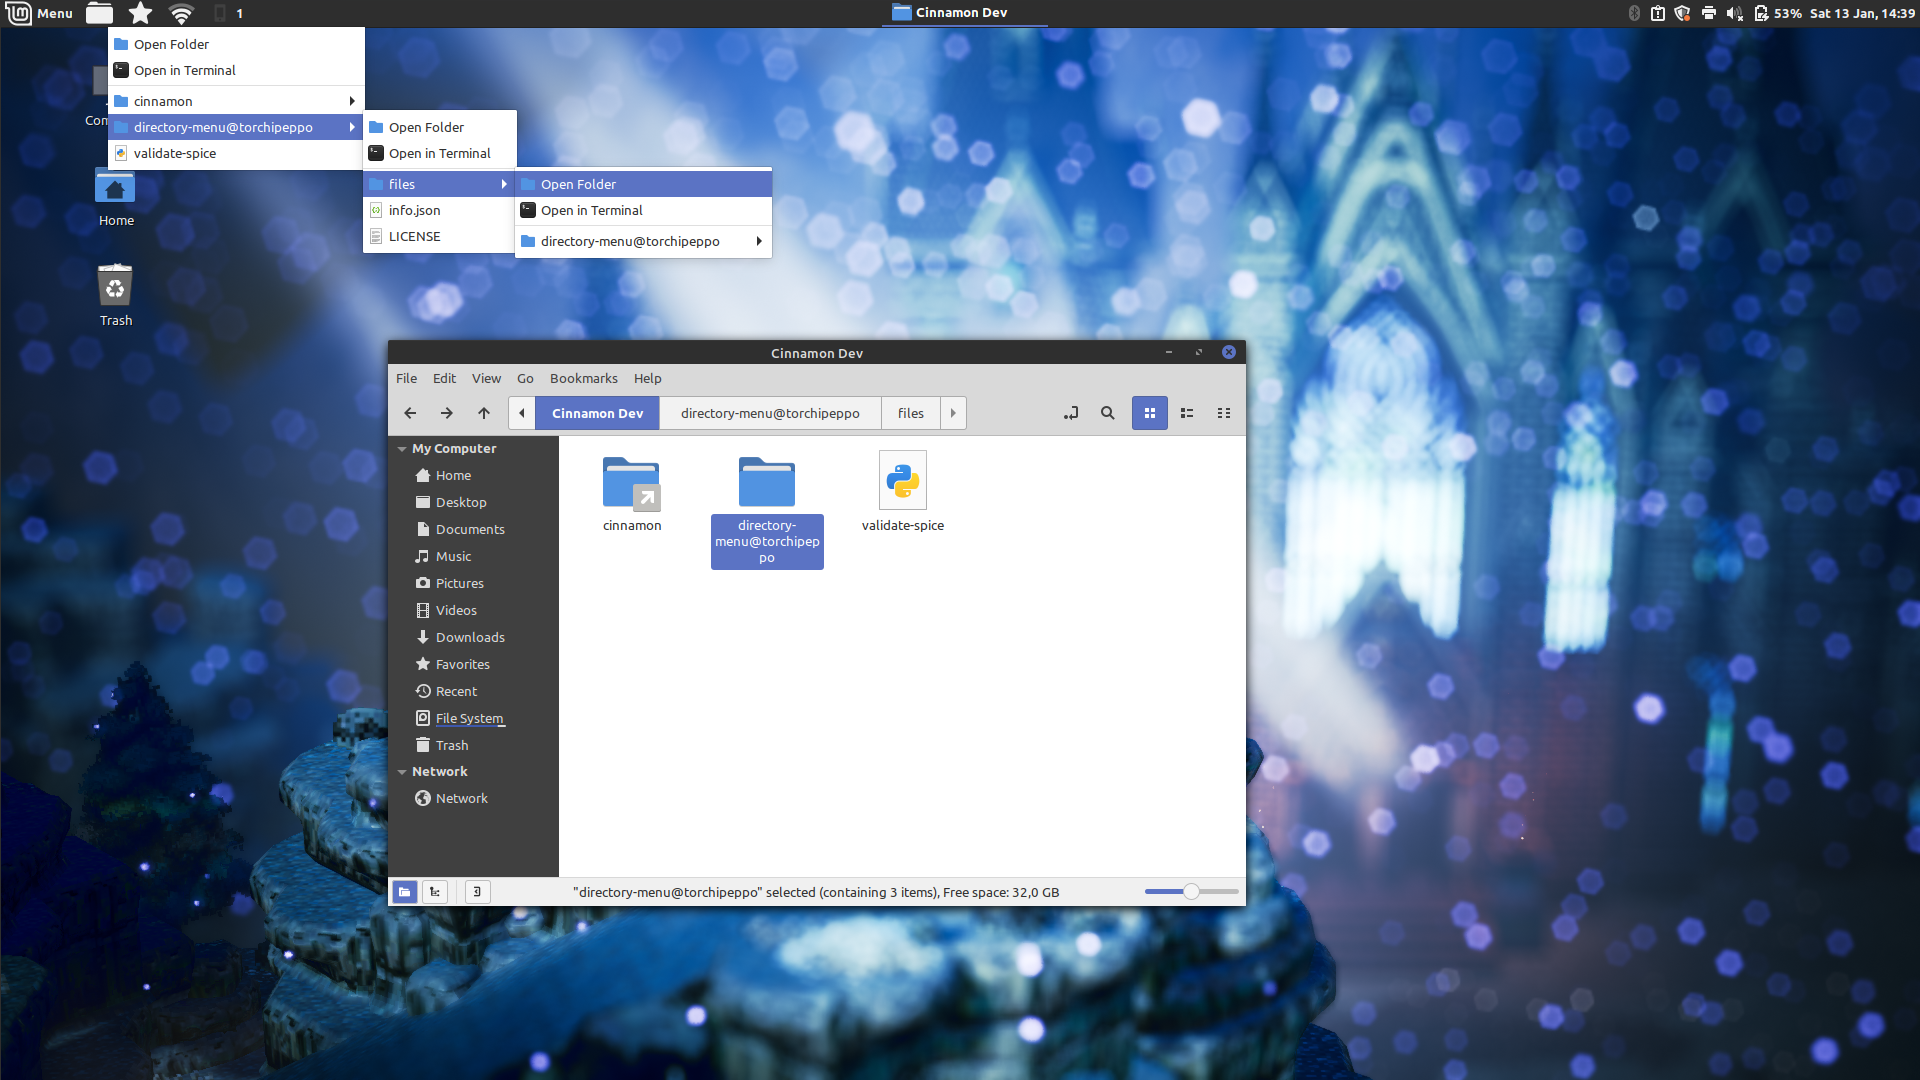 Menu
1
Cinnamon Dev
53%
Sat 13 Jan, 14:39
Open Folder
Open in Terminal
cinnamon
directory-menu@torchipeppo
validate-spice
Open Folder
Open in Terminal
files
info.json
LICENSE
Open Folder
Open in Terminal
directory-menu@torchipeppo
Home
Trash
Cinnamon Dev
File Edit View Go Bookmarks Help
Cinnamon Dev directory-menu@torchipeppo files
My Computer
Home
Desktop
Documents
Music
Pictures
Videos
Downloads
Favorites
Recent
File System
Trash
Network
Network
cinnamon
directory-
menu@torchipep
po
validate-spice
"directory-menu@torchipeppo" selected (containing 3 items), Free space: 32,0 GB